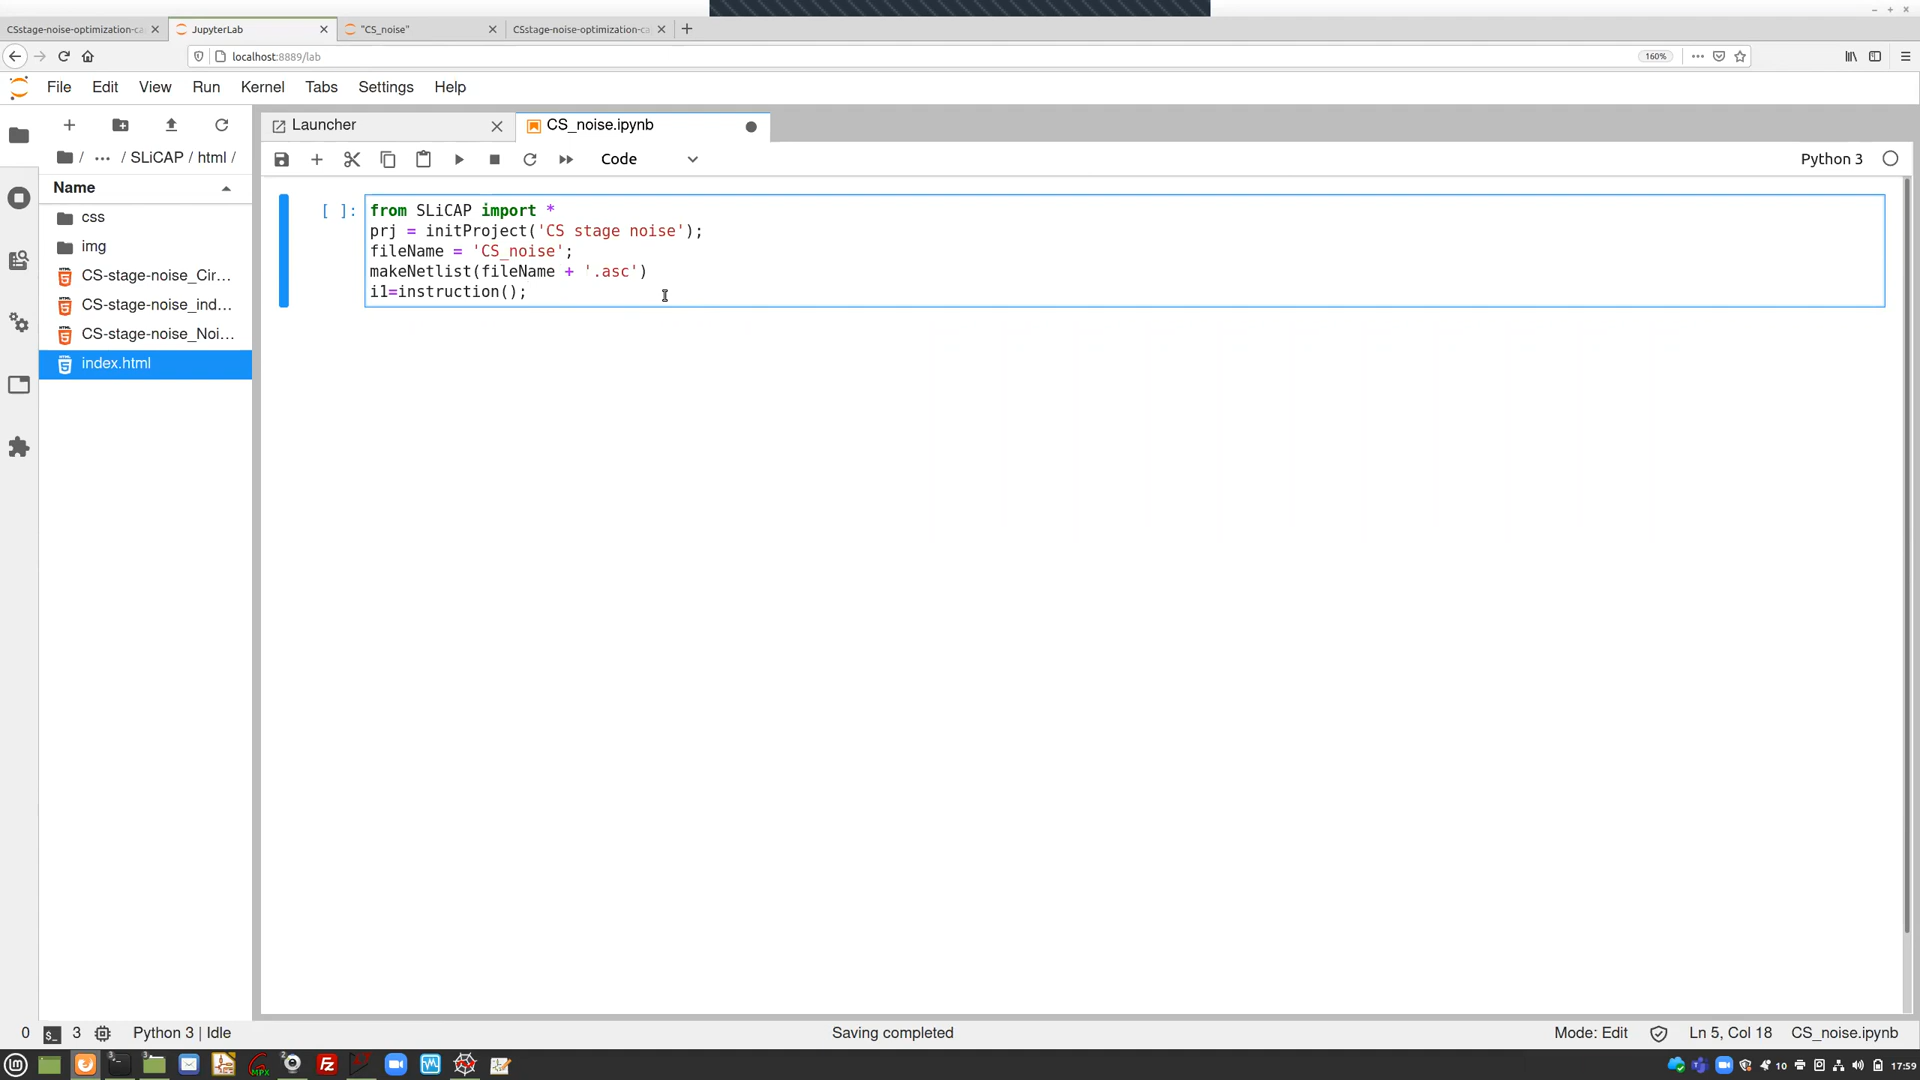 CSstage-noise-optimization-ca
JupyterLab
"CS_noise"
CSstage-noise-optimization-ca
localhost:8889/lab
160%
File Edit View Run Kernel Tabs Settings Help
Launcher
CS_noise.ipynb
/ ... / SLiCAP / html /
Code
Python 3
Name
css
img
CS-stage-noise_Cir...
CS-stage-noise_ind...
CS-stage-noise_Noi...
index.html
[ ]:
from SLiCAP import *
prj = initProject('CS stage noise');
fileName = 'CS_noise';
makeNetlist(fileName + '.asc')
i1=instruction();
0 3 Python 3 | Idle
Saving completed
Mode: Edit
Ln 5, Col 18
CS_noise.ipynb
10
17:59